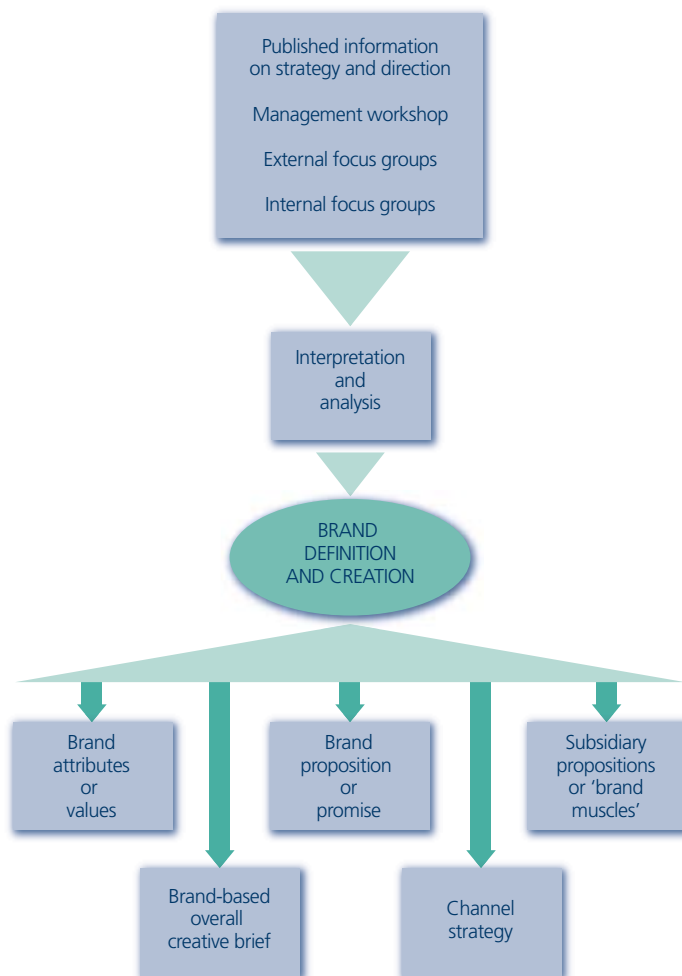 Published information
on strategy and direction
Management workshop
External focus groups
Internal focus groups
Interpretation
and
analysis
BRAND
DEFINITION
AND CREATION
Brand
attributes
or
values
Brand
proposition
or
promise
Subsidiary
propositions
or ‘brand
muscles’
Brand-based
overall
creative brief
Channel
strategy